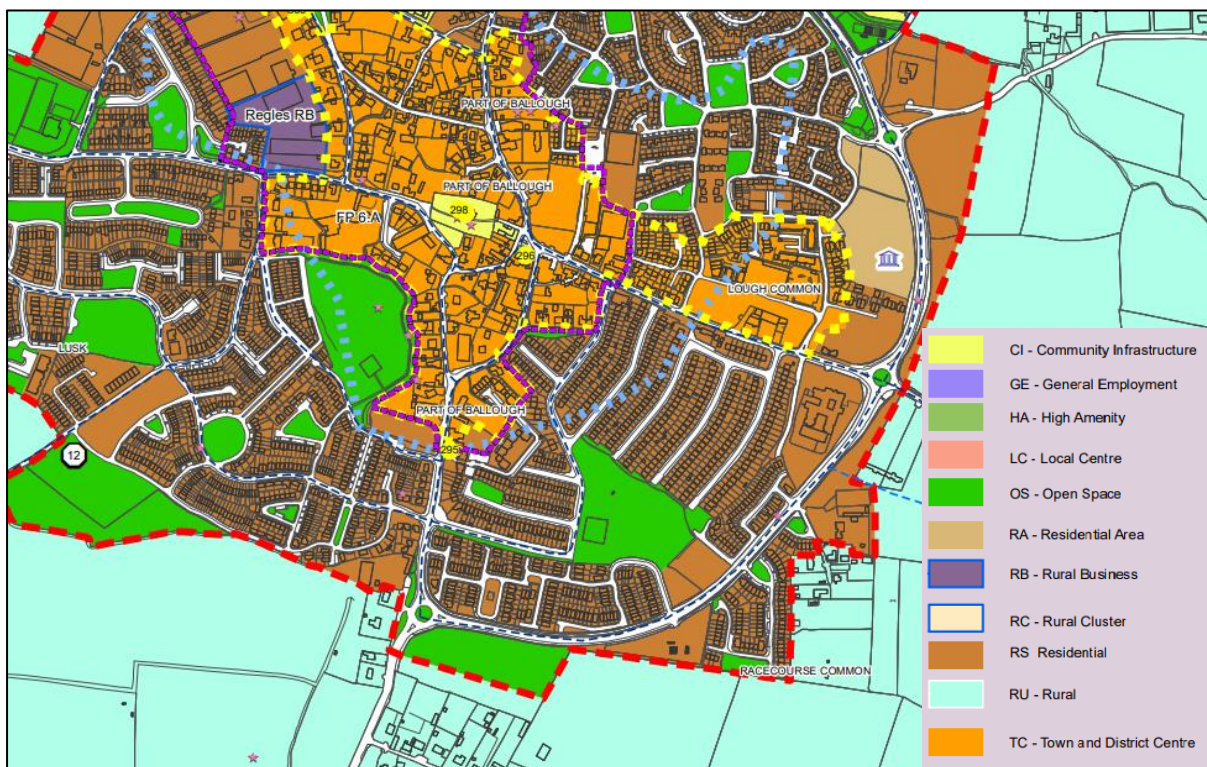 PART OF BALLOUGH
Regles RB
PART OF BALLOUGH
298
FP 6.A
296
LOUGH COMMON
LUSK
PART OF BALLOUGH
295
12
RACECOURSE COMMON
CI - Community Infrastructure
GE - General Employment
HA - High Amenity
LC - Local Centre
OS - Open Space
RA - Residential Area
RB - Rural Business
RC - Rural Cluster
RS Residential
RU - Rural
TC - Town and District Centre